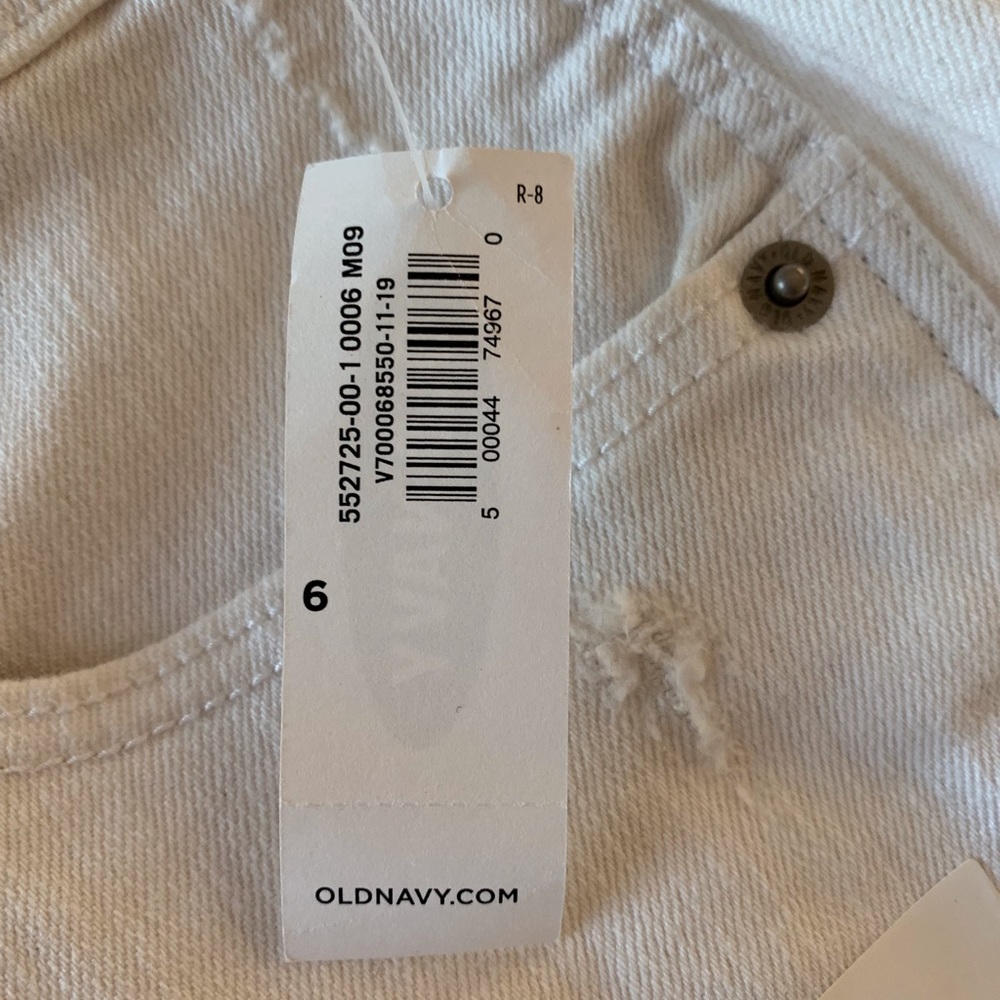 R-8
552725-00-1 0006 M09
V700068550-11-19
5 00044 74967 0
6
OLDNAVY.COM